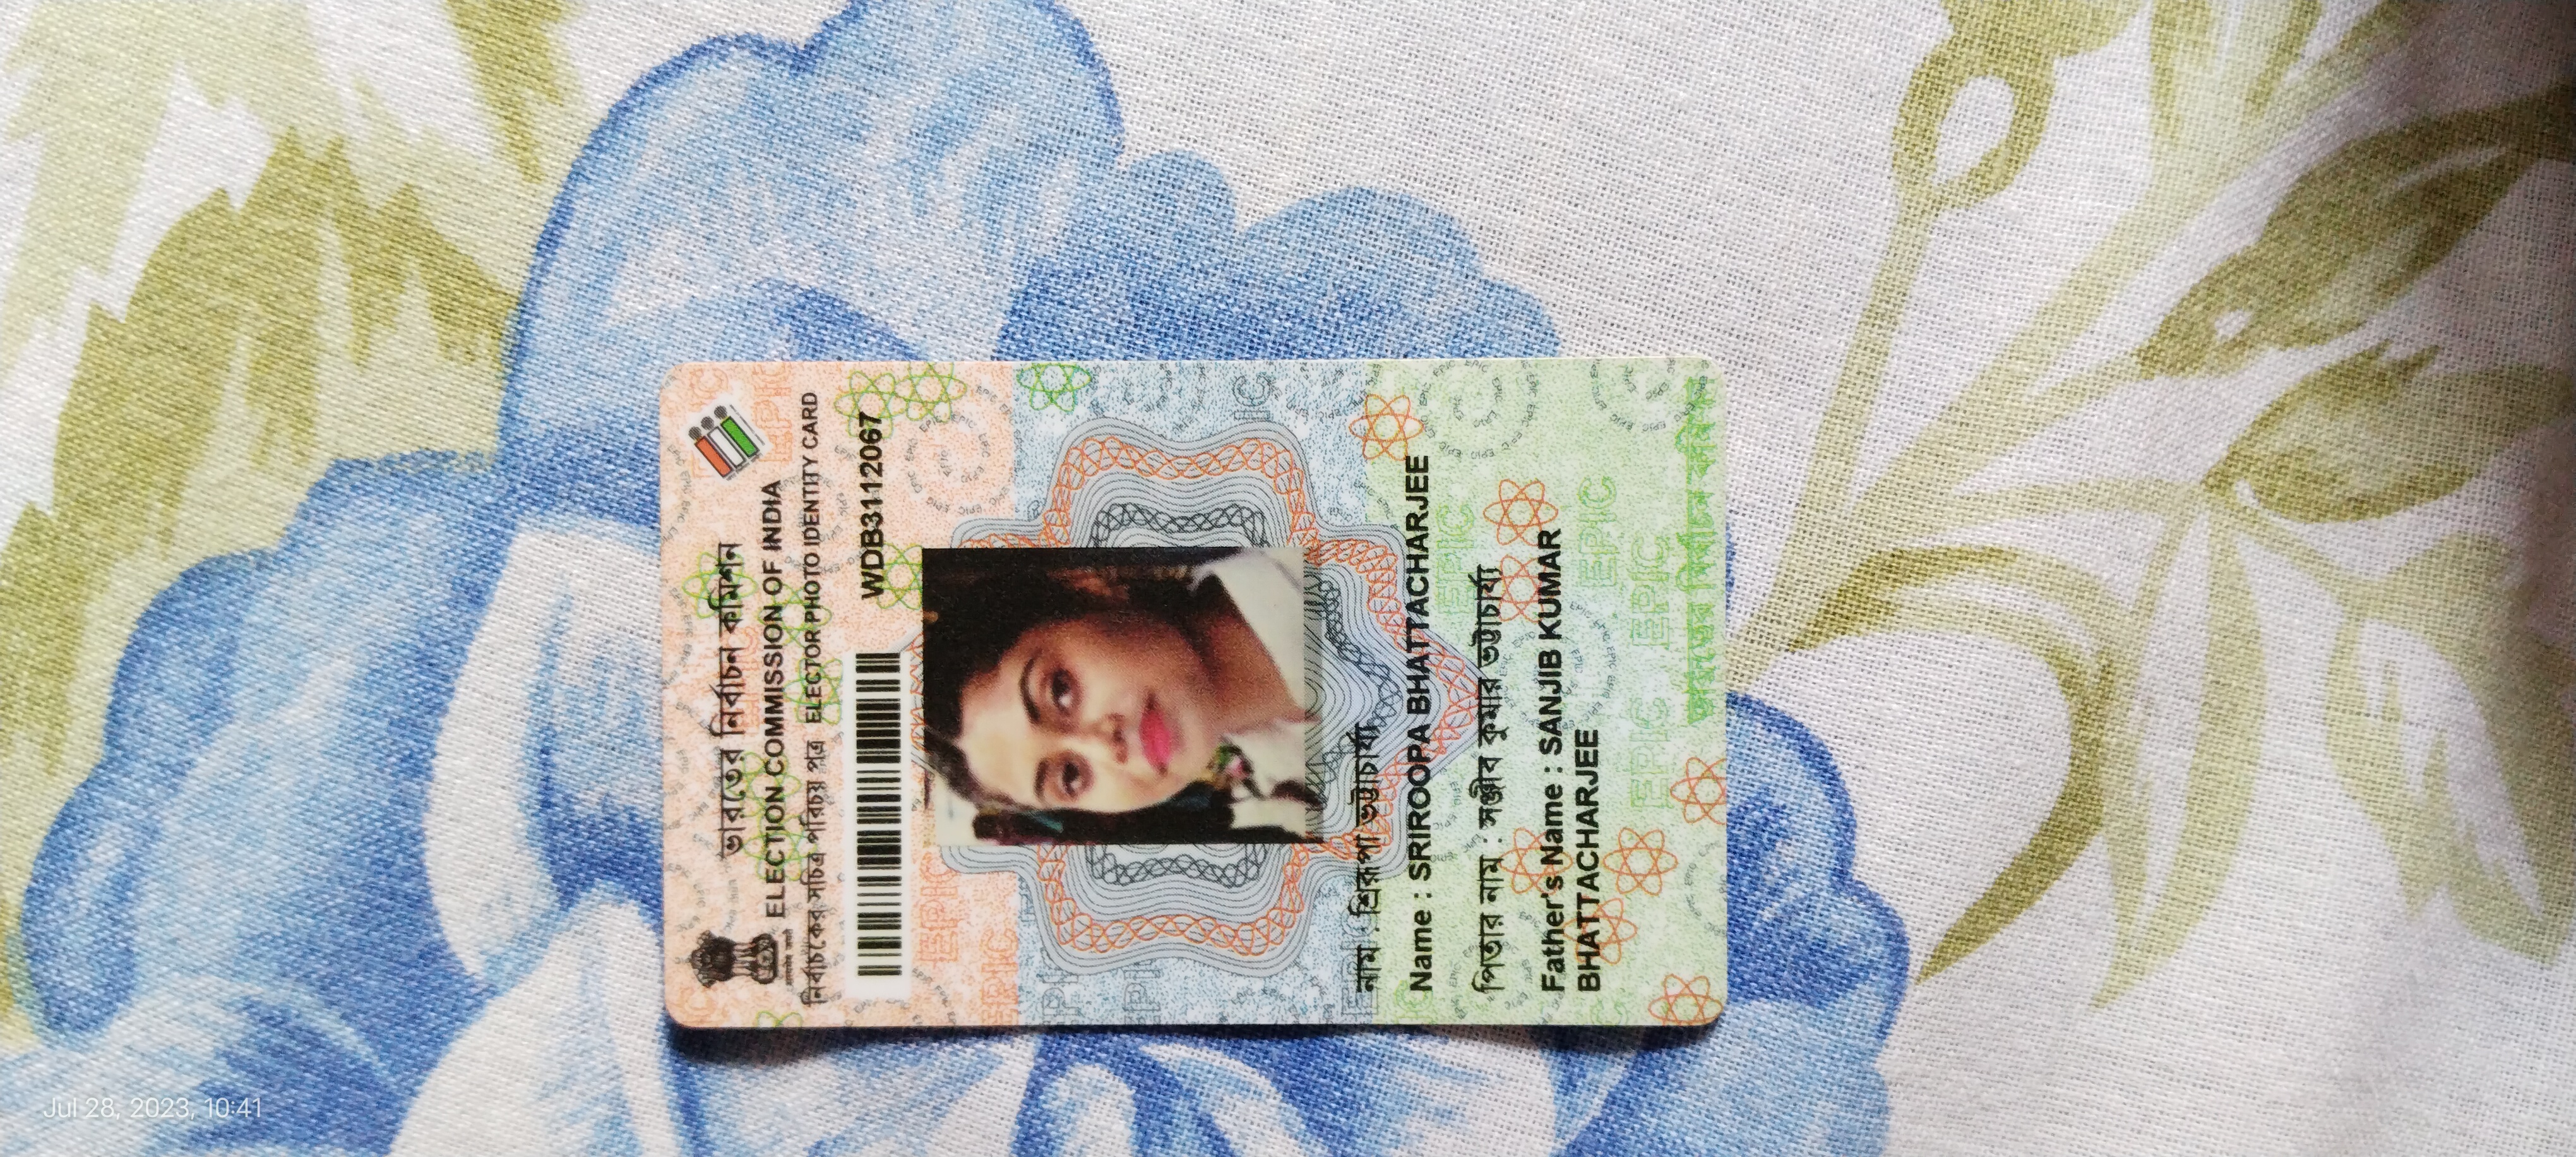 ভারতের নির্বাচন কমিশন
ELECTION COMMISSION OF INDIA
নির্বাচকের সচিত্র পরিচয় পত্র ELECTOR PHOTO IDENTITY CARD
WDB3112067
নাম : শ্রিরূপা ভট্টাচার্য্য
Name : SRIROOPA BHATTACHARJEE
পিতার নাম : সঞ্জীব কুমার ভট্টাচার্য্য
Father's Name : SANJIB KUMAR
BHATTACHARJEE
ভারতের নির্বাচন কমিশন
Jul 28, 2023, 10:41